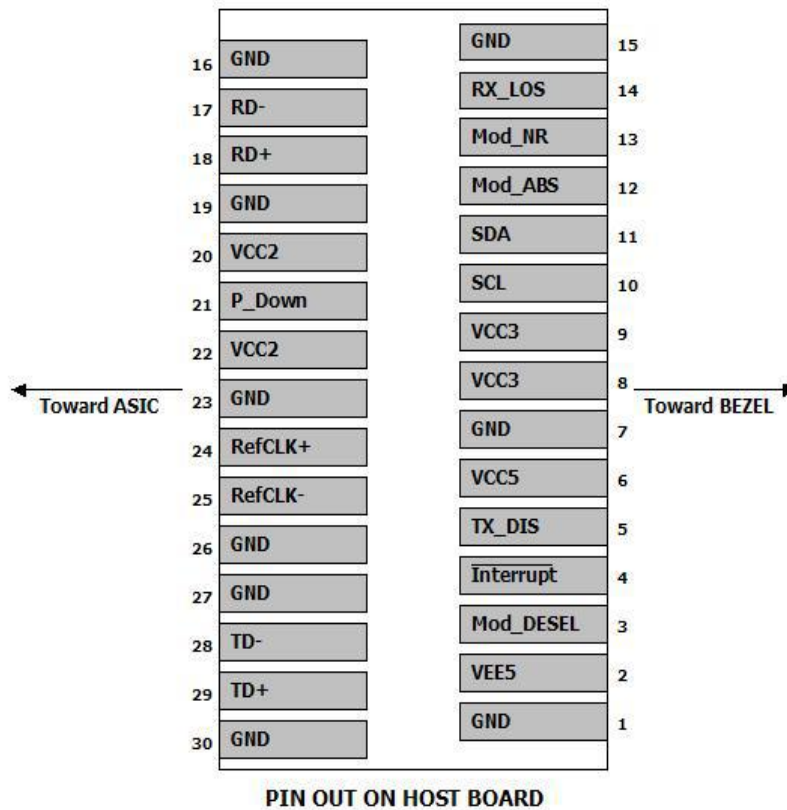 GND 15
16 GND
RX_LOS 14
17 RD-
Mod_NR 13
18 RD+
Mod_ABS 12
19 GND
SDA 11
20 VCC2
SCL 10
21 P_Down
VCC3 9
22 VCC2
VCC3 8
23 GND
Toward ASIC
Toward BEZEL
GND 7
24 RefCLK+
VCC5 6
25 RefCLK-
TX_DIS 5
26 GND
Interrupt 4
27 GND
Mod_DESEL 3
28 TD-
VEE5 2
29 TD+
GND 1
30 GND
PIN OUT ON HOST BOARD